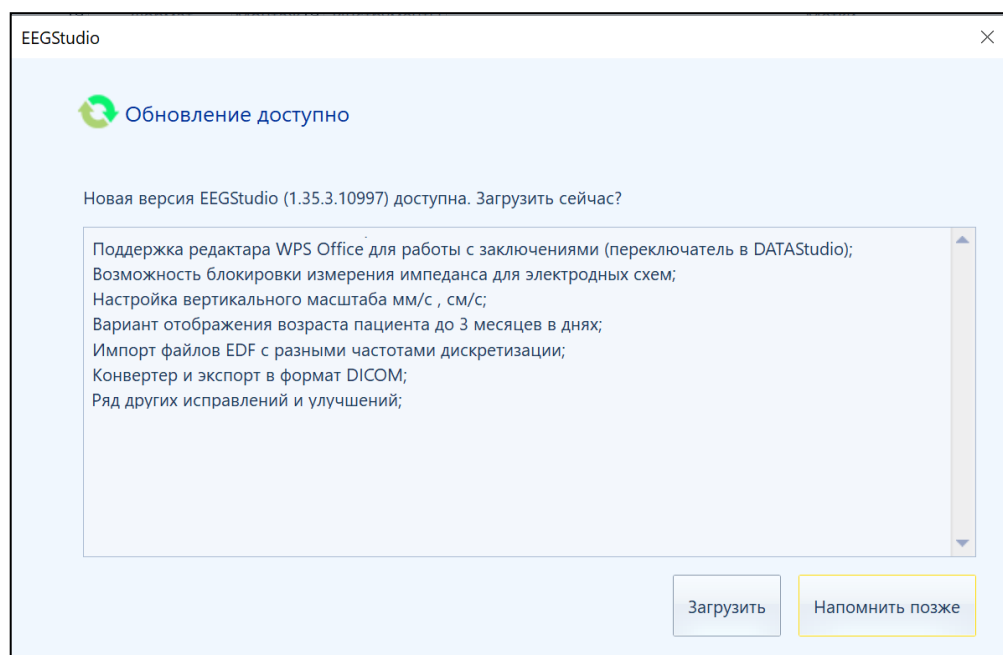 EEGStudio
Обновление доступно
Новая версия EEGStudio (1.35.3.10997) доступна. Загрузить сейчас?
Поддержка редактара WPS Office для работы с заключениями (переключатель в DATAStudio);
Возможность блокировки измерения импеданса для электродных схем;
Настройка вертикального масштаба мм/с , см/с;
Вариант отображения возраста пациента до 3 месяцев в днях;
Импорт файлов EDF с разными частотами дискретизации;
Конвертер и экспорт в формат DICOM;
Ряд других исправлений и улучшений;
Загрузить
Напомнить позже